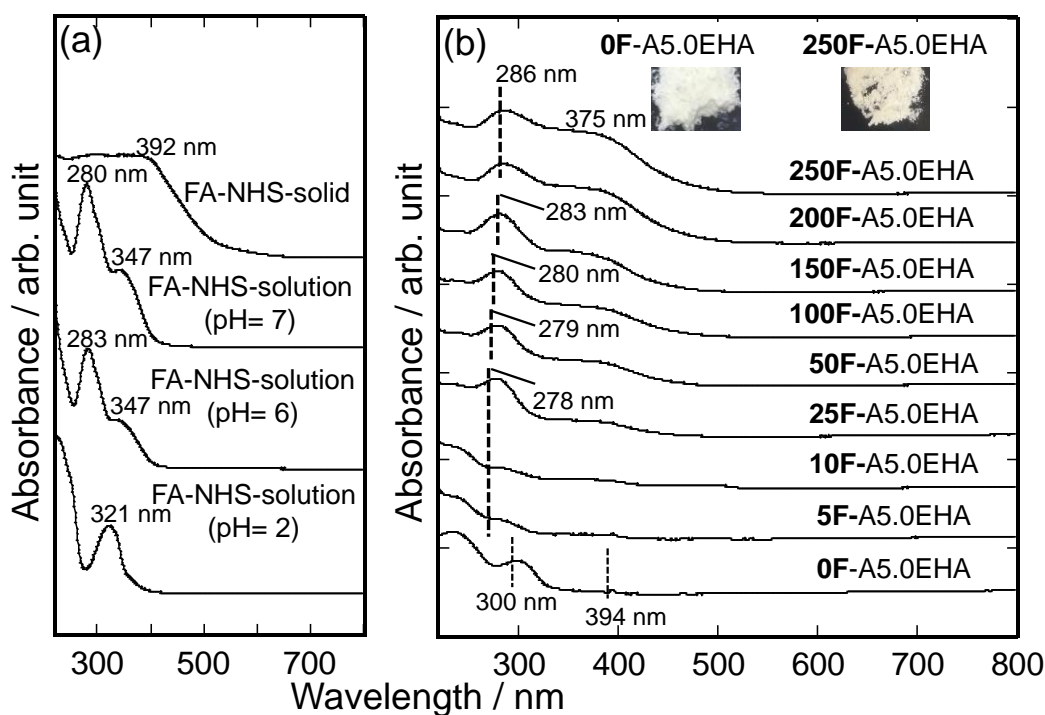 (a)
392 nm
280 nm
FA-NHS-solid
347 nm
FA-NHS-solution
(pH= 7)
283 nm
347 nm
FA-NHS-solution
(pH= 6)
321 nm
FA-NHS-solution
(pH= 2)
Absorbance / arb. unit
300
500
700
(b)
0F-A5.0EHA
250F-A5.0EHA
286 nm
375 nm
250F-A5.0EHA
283 nm
200F-A5.0EHA
280 nm
150F-A5.0EHA
279 nm
100F-A5.0EHA
50F-A5.0EHA
278 nm
25F-A5.0EHA
10F-A5.0EHA
5F-A5.0EHA
0F-A5.0EHA
300 nm
394 nm
Absorbance / arb. unit
300
400
500
600
700
800
Wavelength / nm